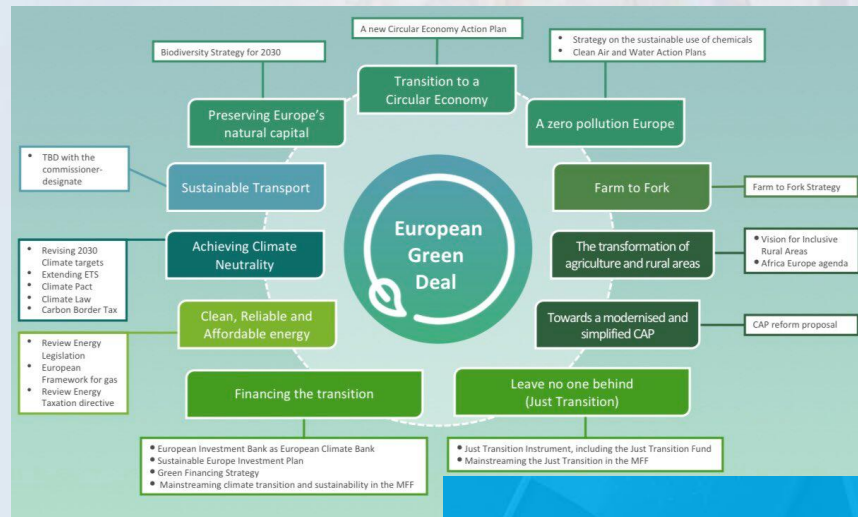 A new Circular Economy Action Plan
Biodiversity Strategy for 2030
• Strategy on the sustainable use of chemicals
• Clean Air and Water Action Plans
Transition to a
Circular Economy
Preserving Europe's
natural capital
A zero pollution Europe
• TBD with the
commissioner-
designate
Sustainable Transport
Farm to Fork
Farm to Fork Strategy
European
Green
Deal
• Revising 2030
Climate targets
• Extending ETS
• Climate Pact
• Climate Law
• Carbon Border Tax
Achieving Climate
Neutrality
The transformation of
agriculture and rural areas
• Vision for Inclusive
Rural Areas
• Africa Europe agenda
• Review Energy
Legislation
• European
Framework for gas
• Review Energy
Taxation directive
Clean, Reliable and
Affordable energy
Towards a modernised and
simplified CAP
CAP reform proposal
Financing the transition
Leave no one behind
(Just Transition)
• European Investment Bank as European Climate Bank
• Sustainable Europe Investment Plan
• Green Financing Strategy
• Mainstreaming climate transition and sustainability in the MFF
• Just Transition Instrument, including the Just Transition Fund
• Mainstreaming the Just Transition in the MFF